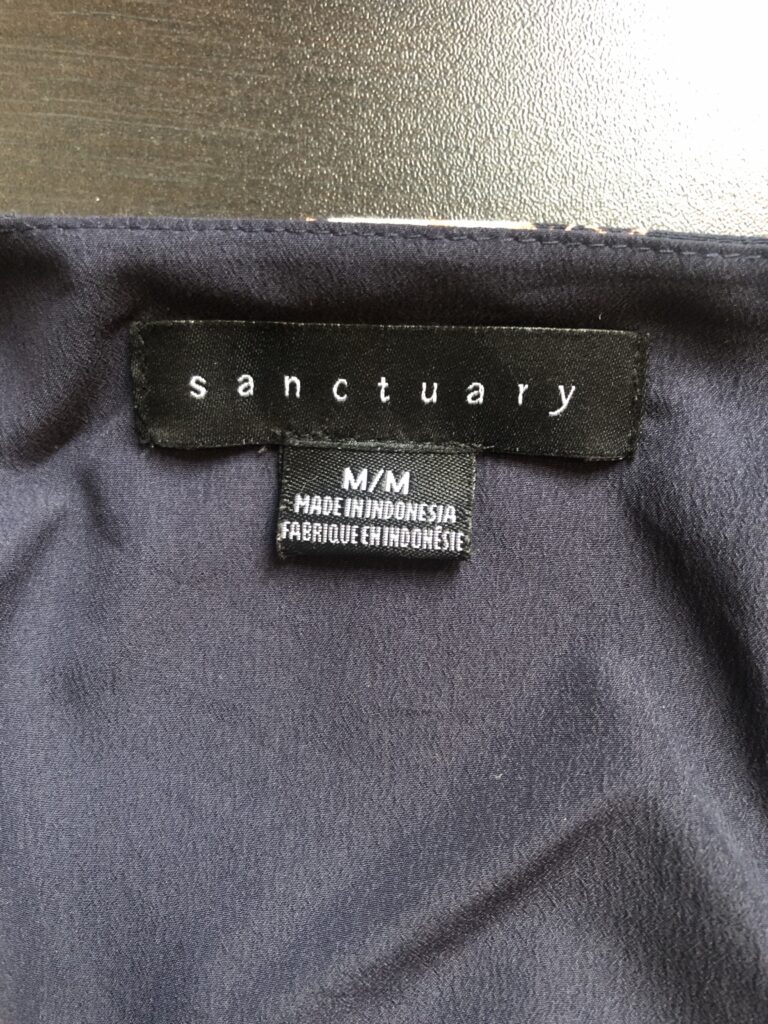 sanctuary
M/M
MADE IN INDONESIA
FABRIQUE EN INDONÉSIE